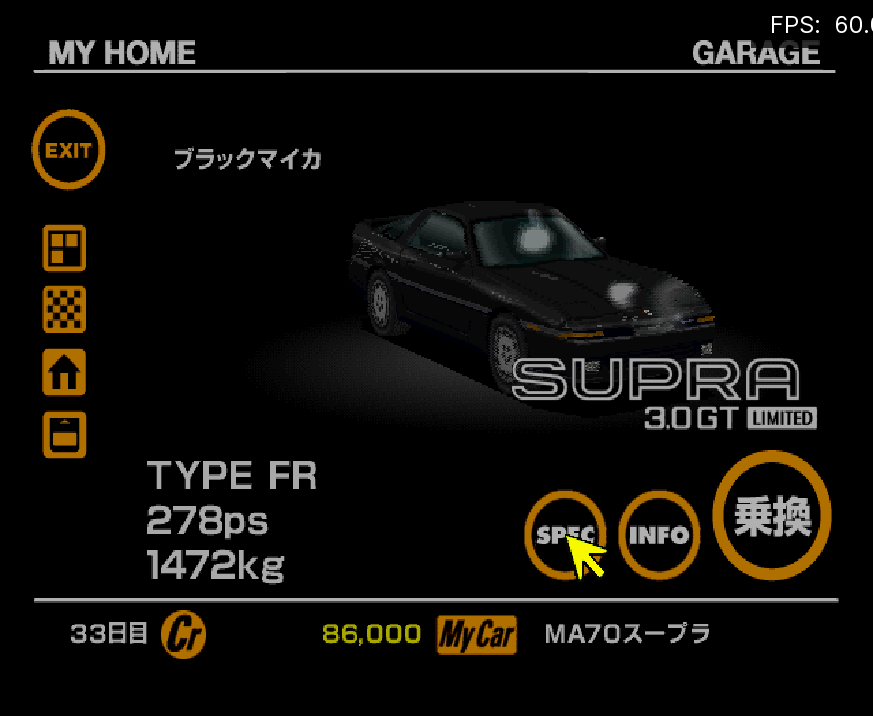 FPS: 60.
MY HOME
GARAGE
EXIT
ブラックマイカ
SUPRA
3.0GT LIMITED
TYPE FR
278ps
1472kg
SPEC
INFO
乗換
33日目
Cr
86,000
My Car
MA70スープラ